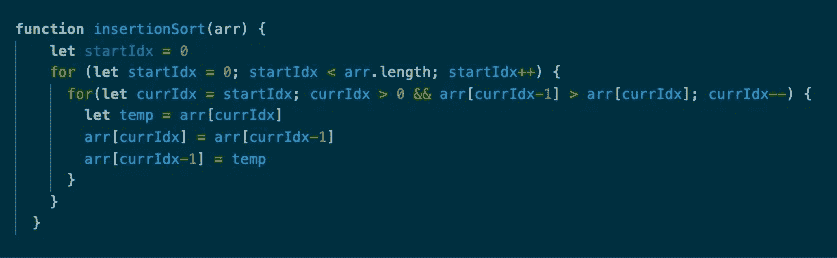 function insertionSort(arr) {
let startIdx = 0
for (let startIdx = 0; startIdx < arr.length; startIdx++) {
for(let currIdx = startIdx; currIdx > 0 && arr[currIdx-1] > arr[currIdx]; currIdx--) {
let temp = arr[currIdx]
arr[currIdx] = arr[currIdx-1]
arr[currIdx-1] = temp
}
}
}